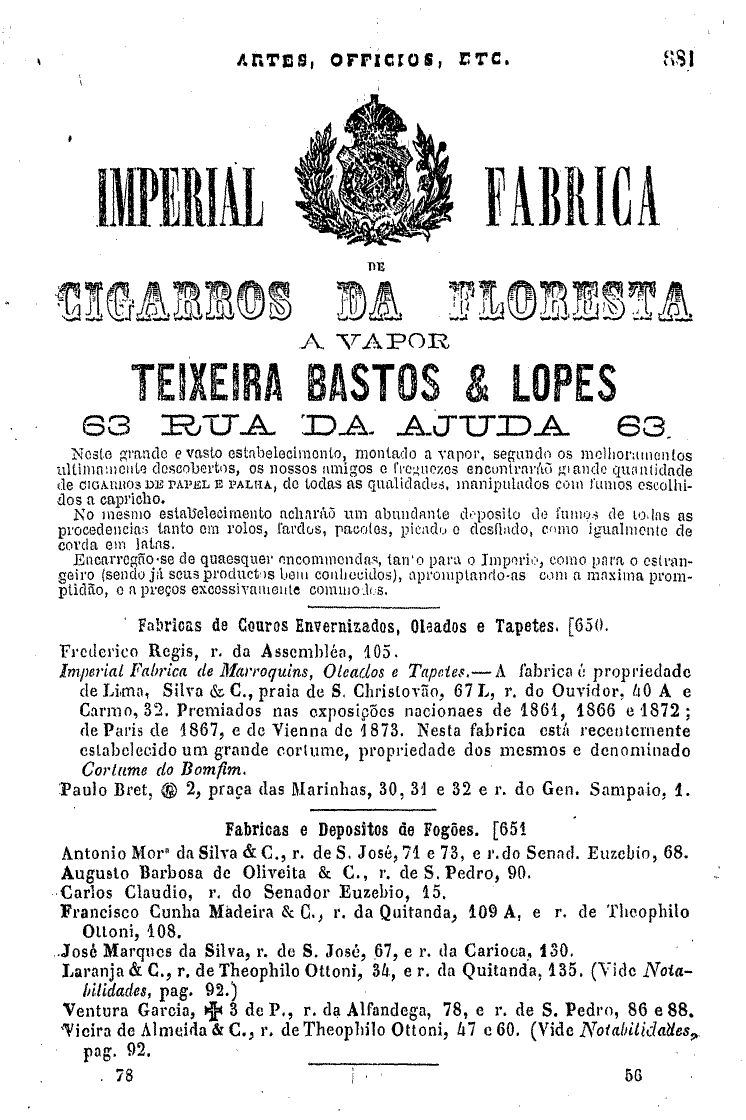 ARTES, OFFICIOS, ETC. 881
IMPERIAL FABRICA
DE
CIGARROS DA FLORESTA
A VAPOR
TEIXEIRA BASTOS & LOPES
63 RUA DA AJUDA 63.
Neste grande e vasto estabelecimento, montado a vapor, segundo os melhoramentos
ultimamente descobertos, os nossos amigos e freguezes encontraráõ grande quantidade
de CIGARROS DE PAPEL E PALHA, de todas as qualidades, manipulados com fumos escolhi-
dos a capricho.
No mesmo estabelecimento acharáõ um abundante deposito de fumos de todas as
procedencias tanto em rolos, fardos, pacotes, picado e desfiado, como igualmente de
corda em latas.
Encarregão-se de quaesquer encommendas, tanto para o Imperio, como para o estran-
geiro (sendo já seus productos bem conhecidos), apromptando-as com a maxima prom-
ptidão, e a preços excessivamente commodos.
Fabricas de Couros Envernizados, Oleados e Tapetes. [650.
Frederico Regis, r. da Assembléa, 105.
Imperial Fabrica de Marroquins, Oleados e Tapetes.—A fabrica é propriedade
de Lima, Silva & C., praia de S. Christovão, 67 L, r. do Ouvidor, 40 A e
Carmo, 32. Premiados nas exposições nacionaes de 1861, 1866 e 1872;
de Paris de 1867, e de Vienna de 1873. Nesta fabrica está recentemente
estabelecido um grande cortume, propriedade dos mesmos e denominado
Cortume do Bomfim.
Paulo Bret, 2, praça das Marinhas, 30, 31 e 32 e r. do Gen. Sampaio, 1.
Fabricas e Depositos de Fogões. [651
Antonio Morª da Silva & C., r. de S. José, 71 e 73, e r. do Senad. Euzebio, 68.
Augusto Barbosa de Oliveita & C., r. de S. Pedro, 90.
Carlos Claudio, r. do Senador Euzebio, 15.
Francisco Cunha Madeira & C., r. da Quitanda, 109 A, e r. de Theophilo
Ottoni, 108.
José Marques da Silva, r. de S. José, 67, e r. da Carioca, 130.
Laranja & C., r. de Theophilo Ottoni, 34, e r. da Quitanda, 135. (Vide Nota-
bilidades, pag. 92.)
Ventura Garcia, ✠ 3 de P., r. da Alfandega, 78, e r. de S. Pedro, 86 e 88.
Vieira de Almeida & C., r. de Theophilo Ottoni, 47 e 60. (Vide Notabilidades,
pag. 92.
78 56